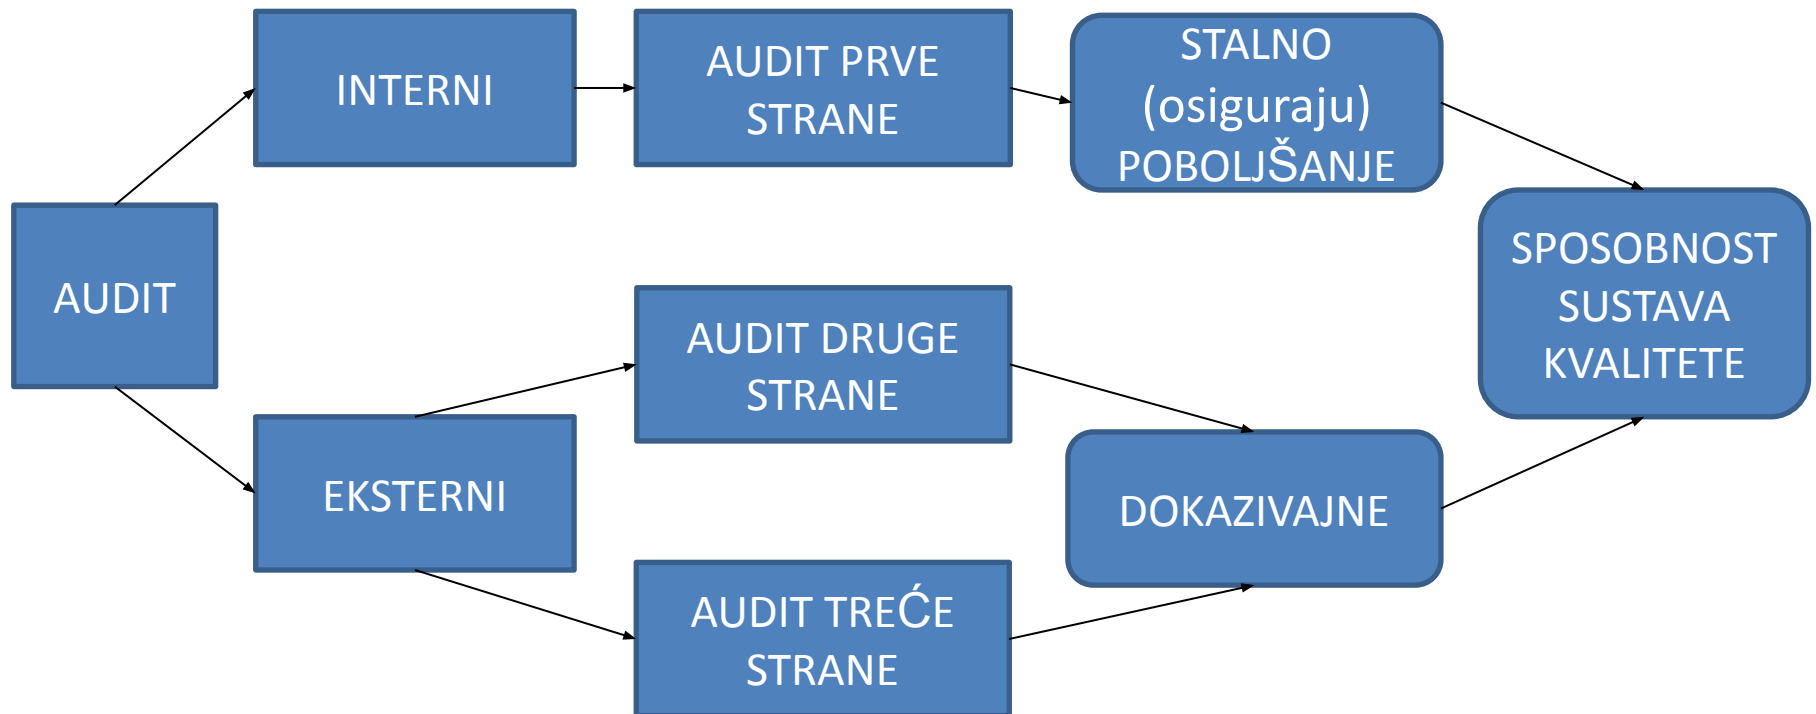 AUDIT
INTERNI
AUDIT PRVE
STRANE
STALNO
(osiguraju)
POBOLJŠANJE
EKSTERNI
AUDIT DRUGE
STRANE
AUDIT TREĆE
STRANE
DOKAZIVAJNE
SPOSOBNOST
SUSTAVA
KVALITETE